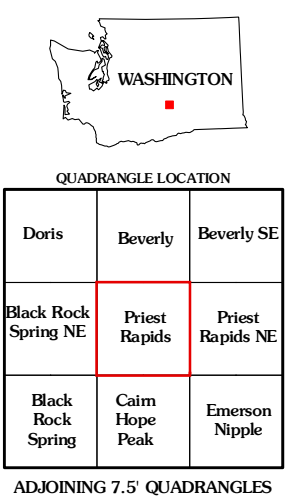 WASHINGTON
QUADRANGLE LOCATION
Doris
Beverly
Beverly SE
Black Rock
Spring NE
Priest
Rapids
Priest
Rapids NE
Black
Rock
Spring
Cairn
Hope
Peak
Emerson
Nipple
ADJOINING 7.5' QUADRANGLES